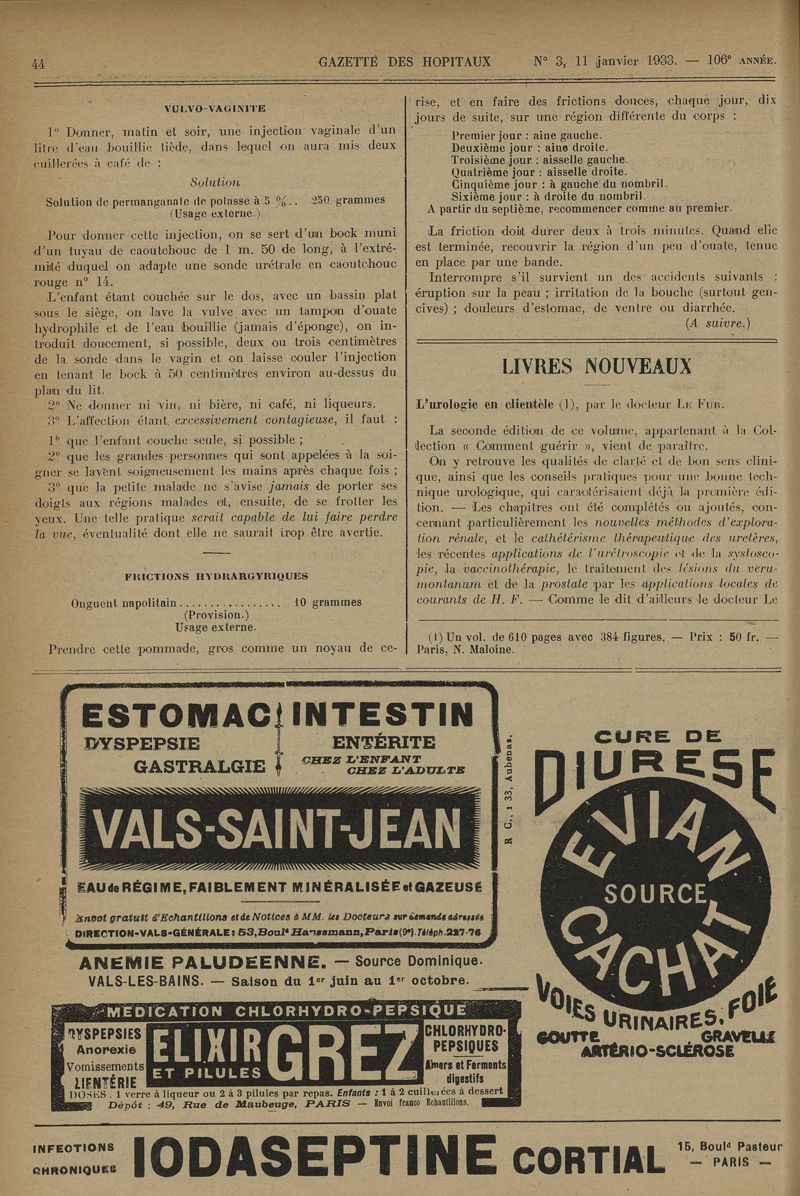 44
GAZETTE DES HOPITAUX
N° 3, 11 janvier 1933. — 106e ANNÉE.
VULVO-VAGINITE
1° Donner, matin et soir, une injection vaginale d'un
litre d'eau bouillie tiède, dans lequel on aura mis deux
cuillerées à café de :
Solution
Solution de permanganate de potasse à 5 %.. 250 grammes
(Usage externe.)
Pour donner cette injection, on se sert d'un bock muni
d'un tuyau de caoutchouc de 1 m. 50 de long, à l'extré-
mité duquel on adapte une sonde urétrale en caoutchouc
rouge n° 14.
L'enfant étant couchée sur le dos, avec un bassin plat
sous le siège, on lave la vulve avec un tampon d'ouate
hydrophile et de l'eau bouillie (jamais d'éponge), on in-
troduit doucement, si possible, deux ou trois centimètres
de la sonde dans le vagin et on laisse couler l'injection
en tenant le bock à 50 centimètres environ au-dessus du
plan du lit.
2° Ne donner ni vin, ni bière, ni café, ni liqueurs.
3° L'affection étant excessivement contagieuse, il faut :
1° que l'enfant couche seule, si possible ;
2° que les grandes personnes qui sont appelées à la soi-
gner se lavent soigneusement les mains après chaque fois ;
3° que la petite malade ne s'avise jamais de porter ses
doigts aux régions malades et, ensuite, de se frotter les
yeux. Une telle pratique serait capable de lui faire perdre
la vue, éventualité dont elle ne saurait trop être avertie.
FRICTIONS HYDRARGYRIQUES
Onguent napolitain................. 10 grammes
(Provision.)
Usage externe.
Prendre cette pommade, gros comme un noyau de ce-
rise, et en faire des frictions douces, chaque jour, dix
jours de suite, sur une région différente du corps :
Premier jour : aine gauche.
Deuxième jour : aine droite.
Troisième jour : aisselle gauche.
Quatrième jour : aisselle droite.
Cinquième jour : à gauche du nombril.
Sixième jour : à droite du nombril.
A partir du septième, recommencer comme au premier.
La friction doit durer deux à trois minutes. Quand elle
est terminée, recouvrir la région d'un peu d'ouate, tenue
en place par une bande.
Interrompre s'il survient un des accidents suivants :
éruption sur la peau ; irritation de la bouche (surtout gen-
cives) ; douleurs d'estomac, de ventre ou diarrhée.
(A suivre.)
LIVRES NOUVEAUX
L'urologie en clientèle (1), par le docteur LE FUR.
La seconde édition de ce volume, appartenant à la Col-
lection « Comment guérir », vient de paraître.
On y retrouve les qualités de clarté et de bon sens clini-
que, ainsi que les conseils pratiques pour une bonne tech-
nique urologique, qui caractérisaient déjà la première édi-
tion. — Les chapitres ont été complétés ou ajoutés, con-
cernant particulièrement les nouvelles méthodes d'explora-
tion rénale, et le cathétérisme thérapeutique des uretères,
les récentes applications de l'urétroscopie et de la systosco-
pie, la vaccinothérapie, le traitement des lésions du veru-
montanum et de la prostate par les applications locales de
courants de H. F. — Comme le dit d'ailleurs le docteur Le
(1) Un vol. de 610 pages avec 384 figures. — Prix : 50 fr. —
Paris, N. Maloine.
ESTOMAC INTESTIN
DYSPEPSIE
GASTRALGIE
ENTÉRITE
CHEZ L'ENFANT
CHEZ L'ADULTE
VALS-SAINT-JEAN
EAU de RÉGIME, FAIBLEMENT MINÉRALISÉE et GAZEUSE
Envoi gratuit d'Echantillons et de Notices à MM. les Docteurs sur demande adressée
DIRECTION-VALS-GÉNÉRALE : 53, Bould Haussmann, Paris (9e). Téléph. 227-76
R. C., 1 33, Aubenas.
ANEMIE PALUDEENNE. — Source Dominique.
VALS-LES-BAINS. — Saison du 1er juin au 1er octobre.
MEDICATION CHLORHYDRO-PEPSIQUE
DYSPEPSIES
Anorexie
Vomissements
LIENTÉRIE
ELIXIR
ET PILULES
GREZ
CHLORHYDRO-
PEPSIQUES
Amers et Ferments
digestifs
DOSES. 1 verre à liqueur ou 2 à 3 pilules par repas. Enfants : 1 à 2 cuillerées à dessert
Dépôt : 49, Rue de Maubeuge, PARIS — Envoi franco Echantillons.
CURE DE
DIURESE
EVIAN
SOURCE
CACHAT
VOIES URINAIRES, FOIE
GOUTTE
GRAVELLE
ARTÉRIO-SCLÉROSE
INFECTIONS
CHRONIQUES
IODASEPTINE CORTIAL
15, Bould Pasteur
— PARIS —